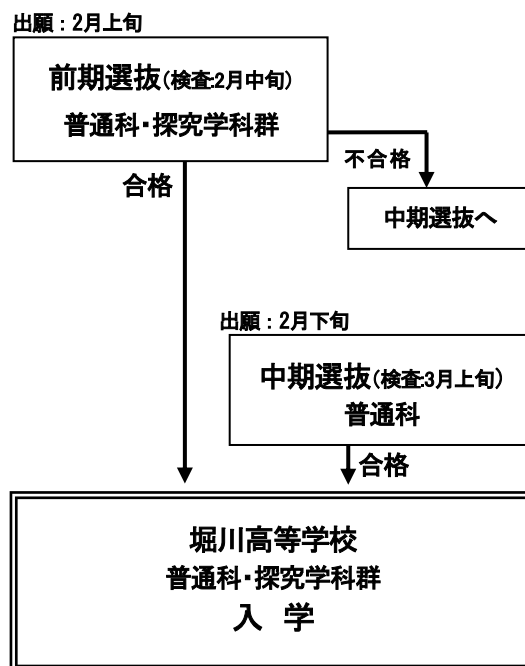 出願：2月上旬
前期選抜(検査:2月中旬)
普通科・探究学科群
不合格
合格
中期選抜へ
出願：2月下旬
中期選抜(検査:3月上旬)
普通科
合格
堀川高等学校
普通科・探究学科群
入 学